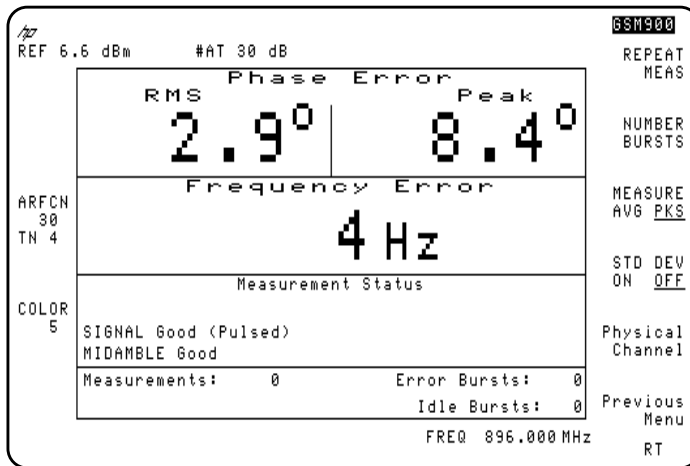 hp
REF 6.6 dBm #AT 30 dB
Phase Error
RMS Peak
2.9° 8.4°
Frequency Error
4 Hz
ARFCN
30
TN 4
Measurement Status
COLOR
5
SIGNAL Good (Pulsed)
MIDAMBLE Good
Measurements: 0 Error Bursts: 0
Idle Bursts: 0
FREQ 896.000 MHz
GSM900
REPEAT
MEAS
NUMBER
BURSTS
MEASURE
AVG PKS
STD DEV
ON OFF
Physical
Channel
Previous
Menu
RT